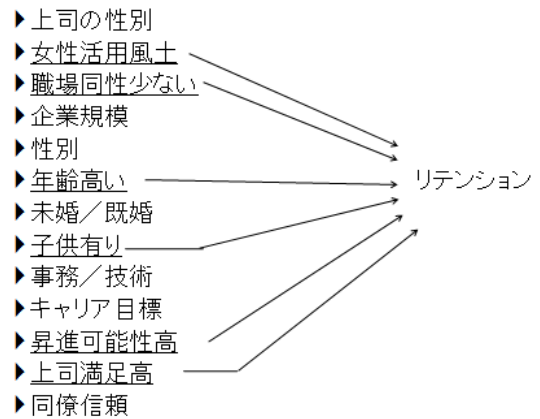 ▶上司の性別
▶女性活用風土
▶職場同性少ない
▶企業規模
▶性別
▶年齢高い
リテンション
▶未婚／既婚
▶子供有り
▶事務／技術
▶キャリア目標
▶昇進可能性高
▶上司満足高
▶同僚信頼